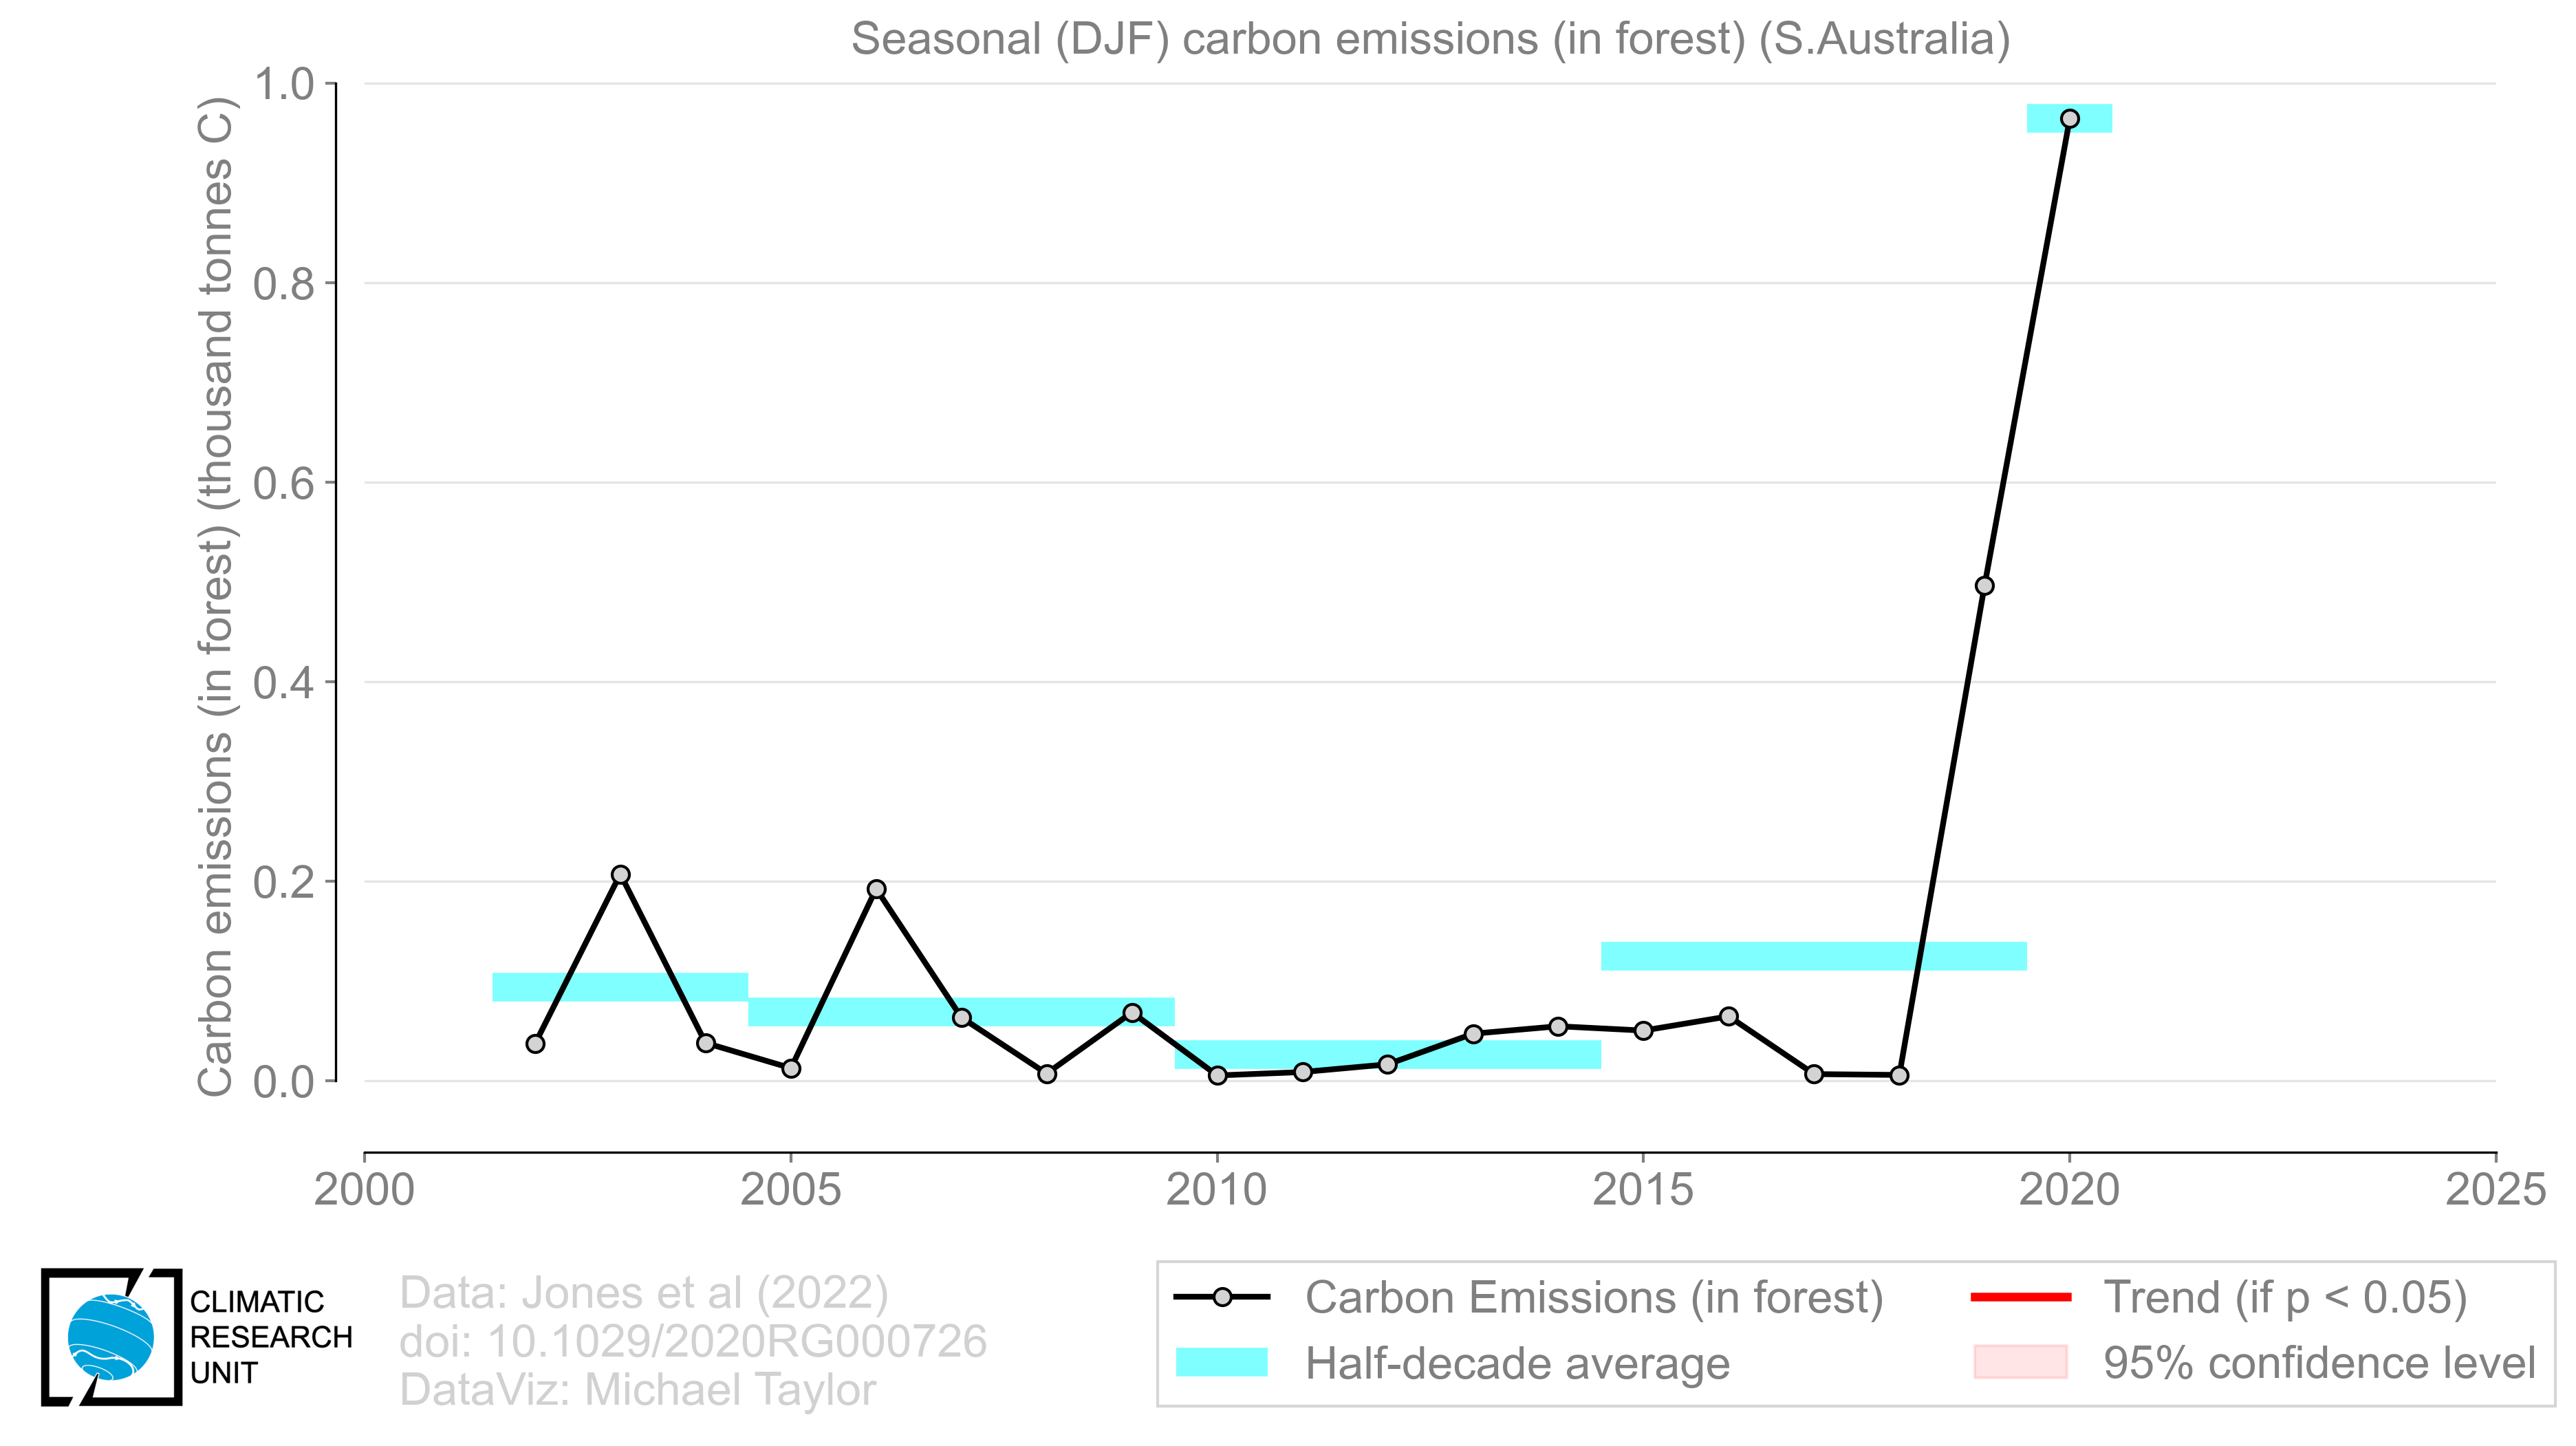 Seasonal (DJF) carbon emissions (in forest) (S.Australia)
Carbon emissions (in forest) (thousand tonnes C)
1.0
0.8
0.6
0.4
0.2
0.0
2000
2005
2010
2015
2020
2025
CLIMATIC
RESEARCH
UNIT
Data: Jones et al (2022)
doi: 10.1029/2020RG000726
DataViz: Michael Taylor
Carbon Emissions (in forest)
Half-decade average
Trend (if p < 0.05)
95% confidence level